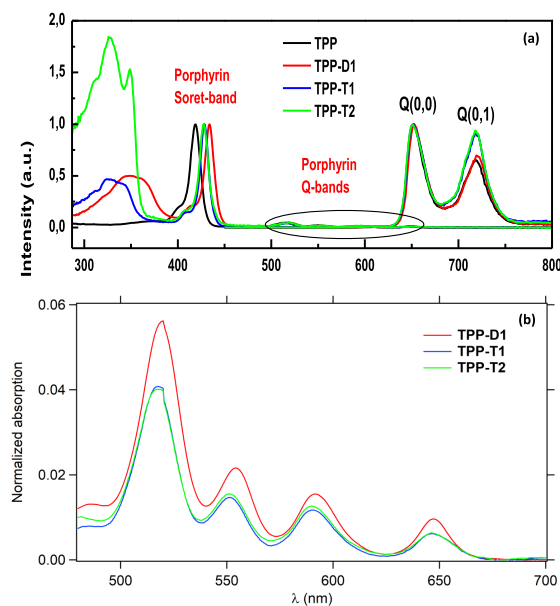 (a)
TPP
TPP-D1
TPP-T1
TPP-T2
Porphyrin
Soret-band
Q(0,0)
Q(0,1)
Porphyrin
Q-bands
Intensity (a.u.)
2,0
1,5
1,0
0,5
0,0
300
400
500
600
700
800
(b)
TPP-D1
TPP-T1
TPP-T2
Normalized absorption
0.06
0.04
0.02
0.00
500
550
600
650
700
λ (nm)